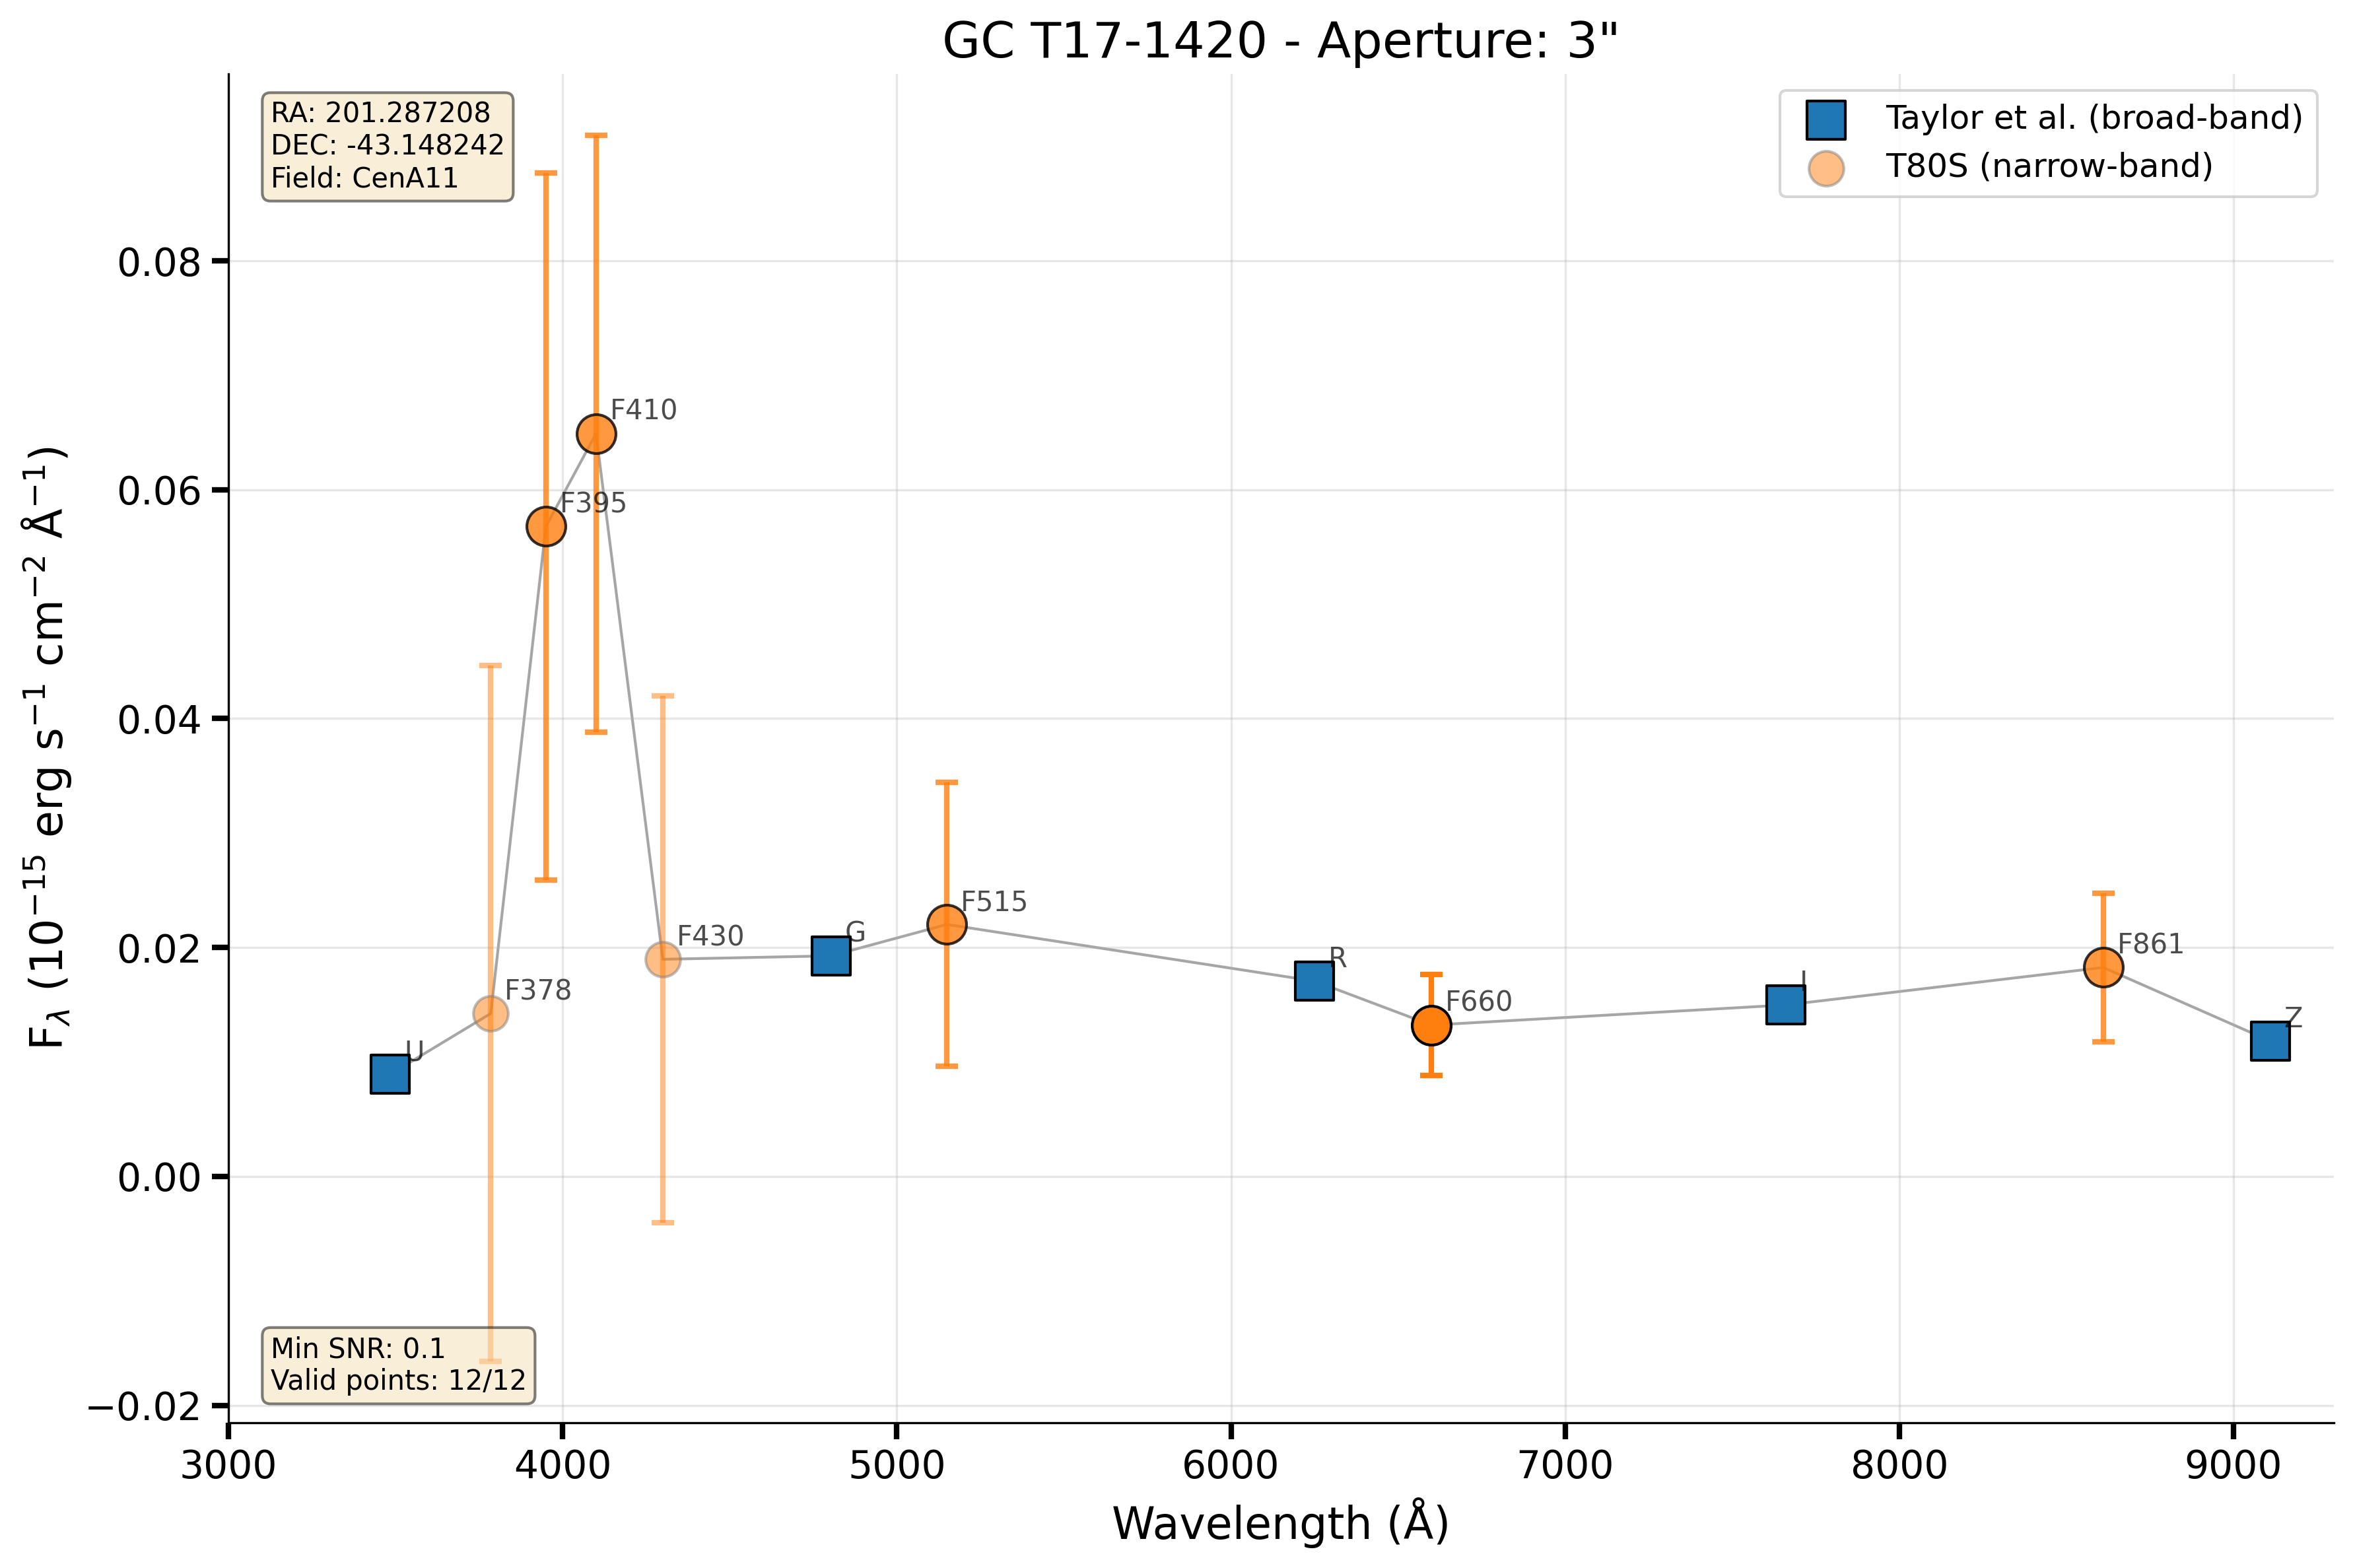 GC T17-1420 - Aperture: 3"
RA: 201.287208
DEC: -43.148242
Field: CenA11
Taylor et al. (broad-band)
T80S (narrow-band)
F_λ (10⁻¹⁵ erg s⁻¹ cm⁻² Å⁻¹)
0.08
0.06
0.04
0.02
0.00
−0.02
U
F378
F395
F410
F430
G
F515
R
F660
I
F861
Z
Min SNR: 0.1
Valid points: 12/12
3000 4000 5000 6000 7000 8000 9000
Wavelength (Å)